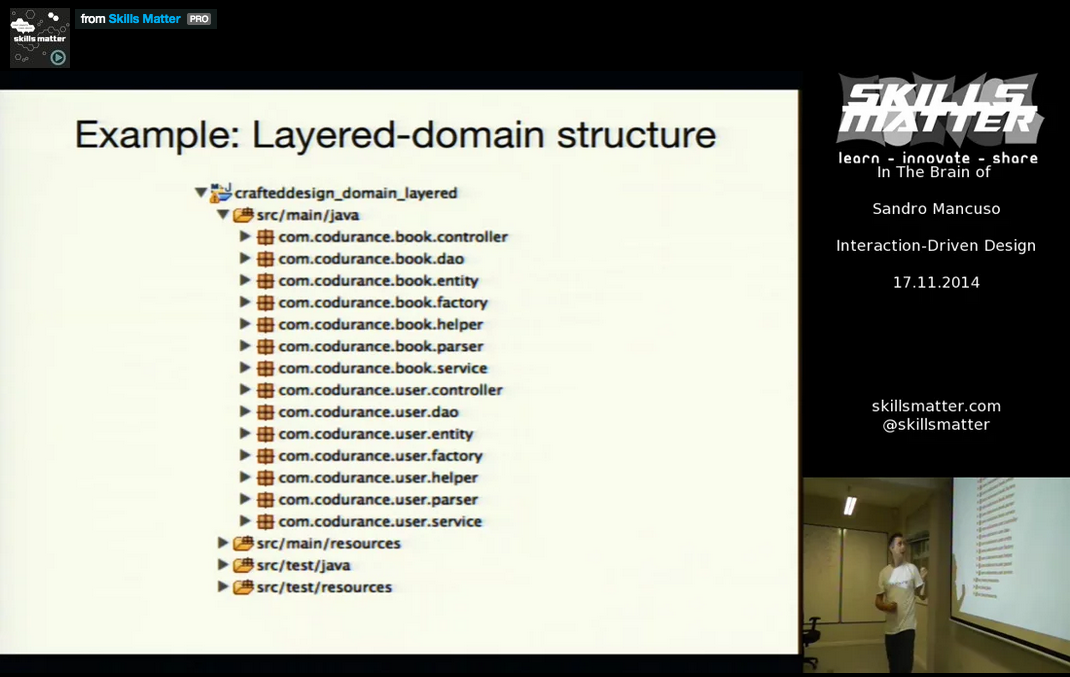 from Skills Matter PRO
skills matter
Example: Layered-domain structure
crafteddesign_domain_layered
src/main/java
com.codurance.book.controller
com.codurance.book.dao
com.codurance.book.entity
com.codurance.book.factory
com.codurance.book.helper
com.codurance.book.parser
com.codurance.book.service
com.codurance.user.controller
com.codurance.user.dao
com.codurance.user.entity
com.codurance.user.factory
com.codurance.user.helper
com.codurance.user.parser
com.codurance.user.service
src/main/resources
src/test/java
src/test/resources
SKILLS
MATTER
learn - innovate - share
In The Brain of
Sandro Mancuso
Interaction-Driven Design
17.11.2014
skillsmatter.com
@skillsmatter